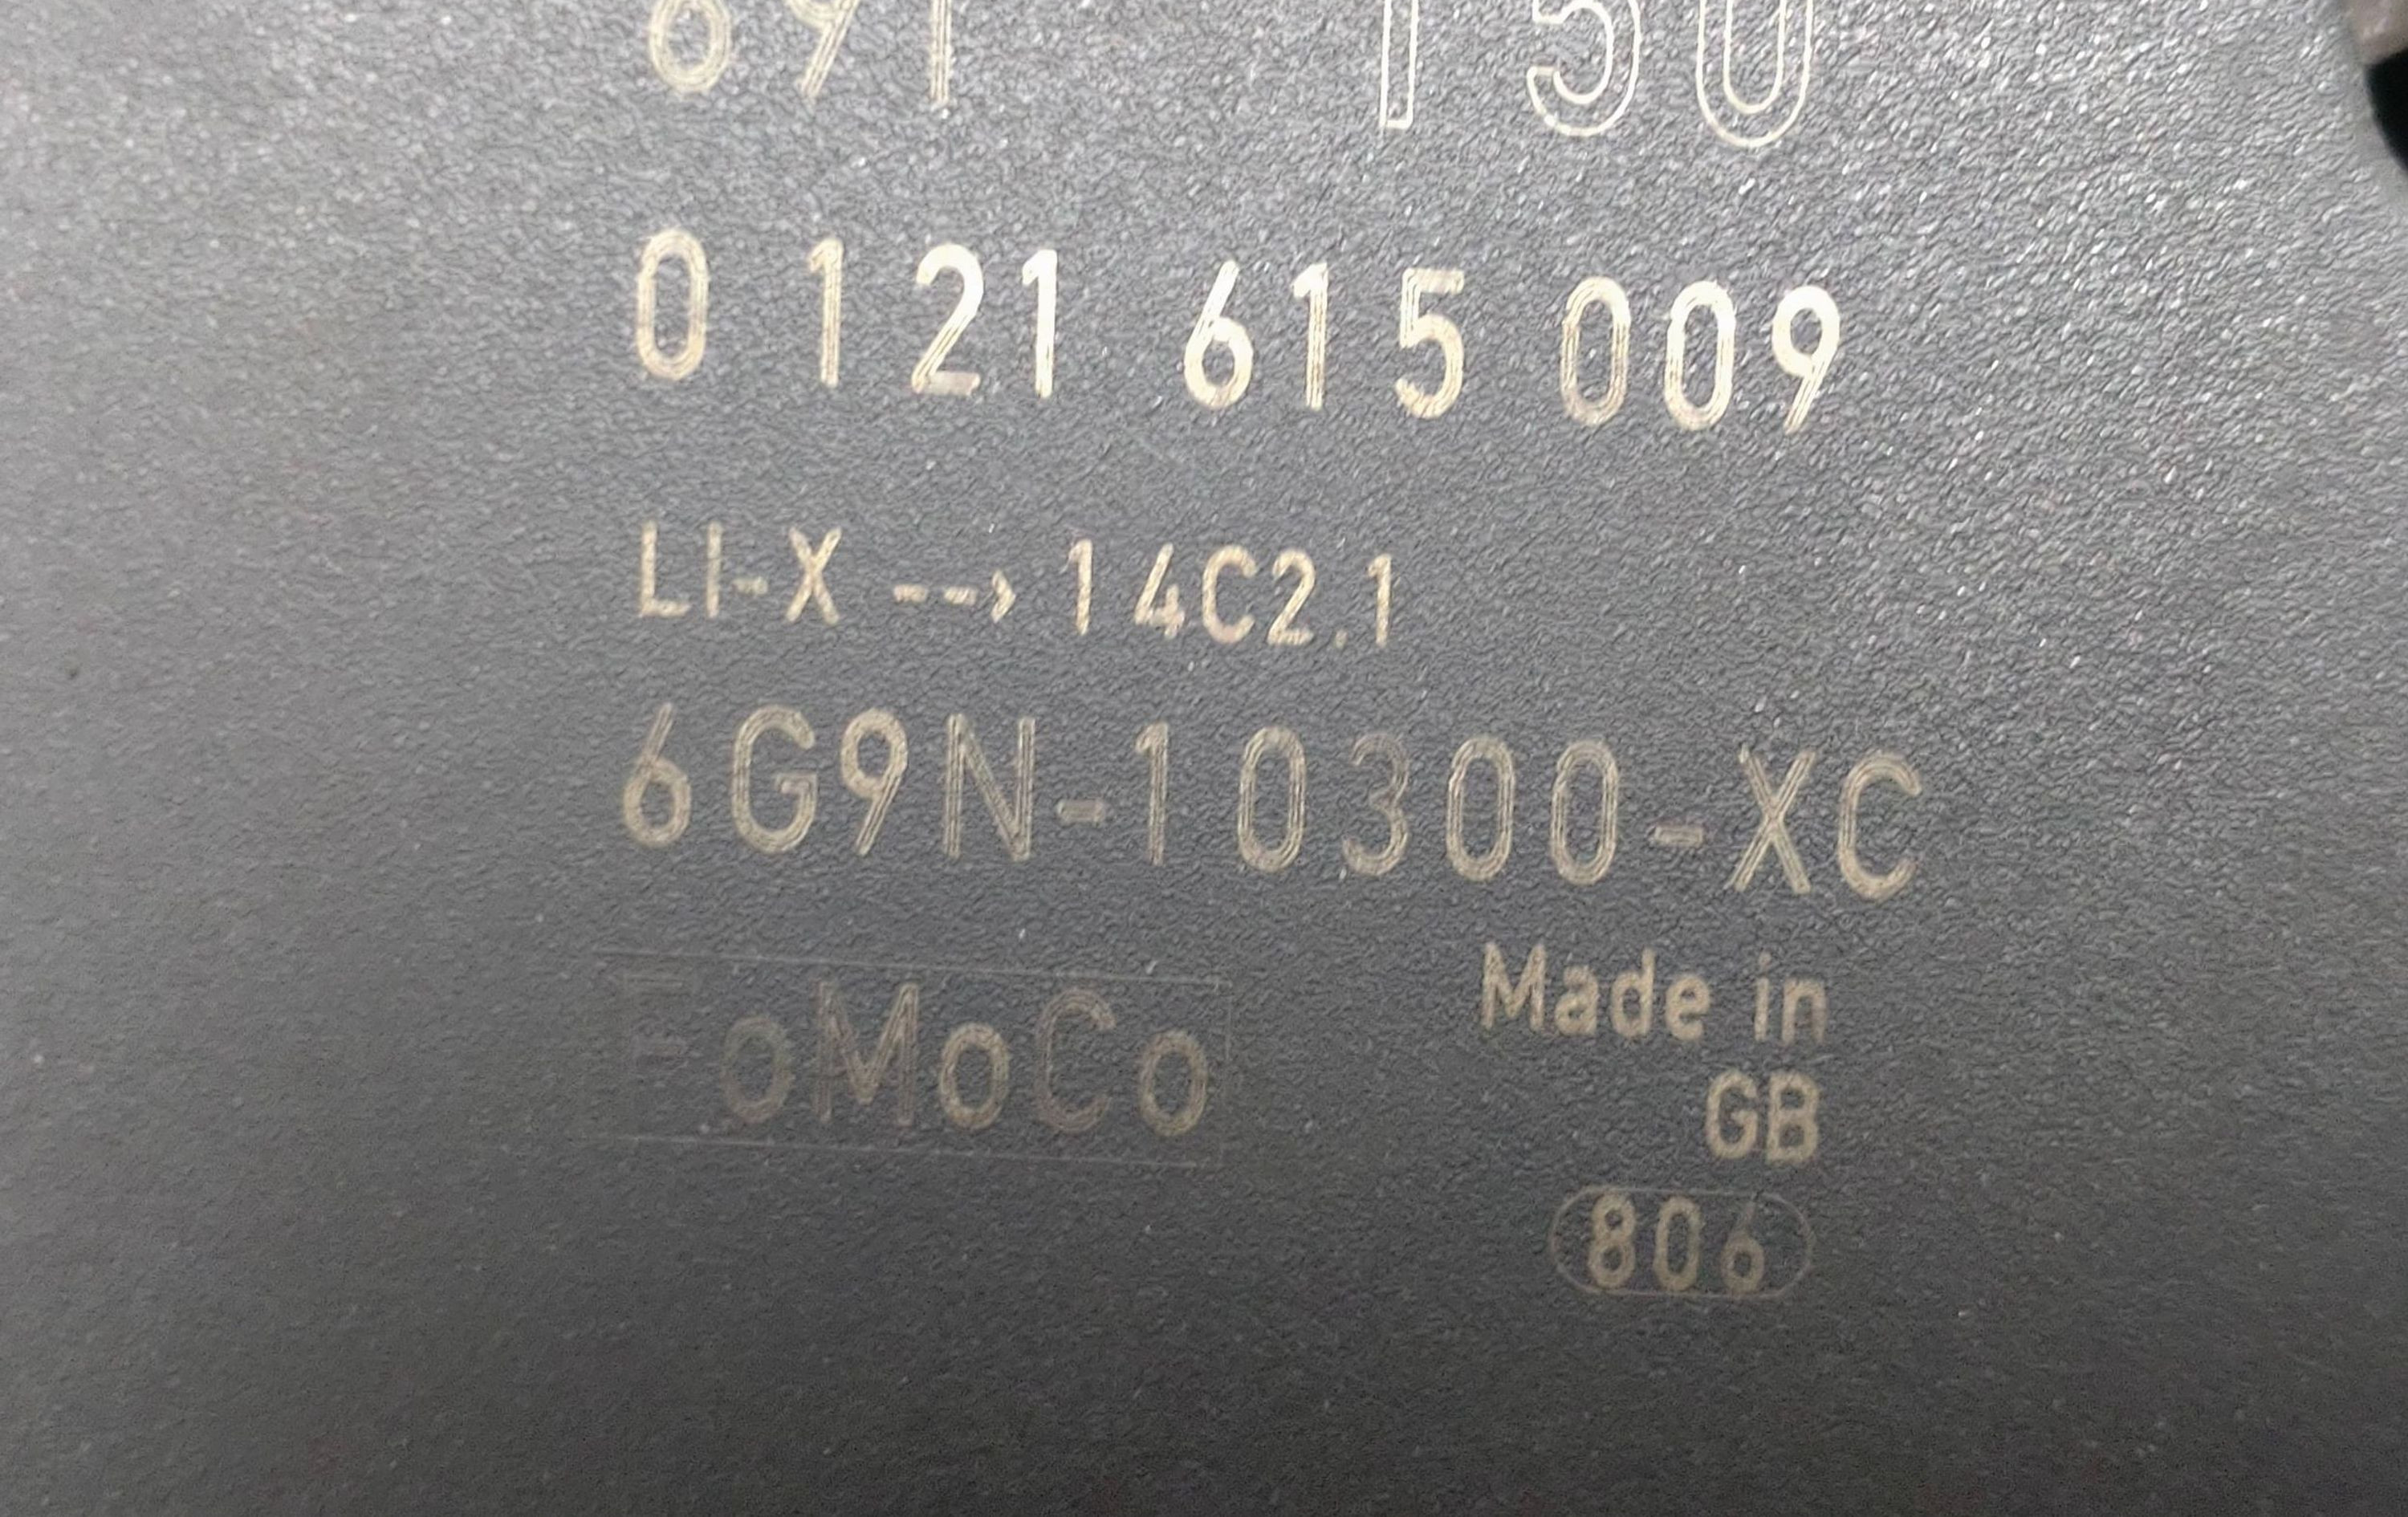 0 121 615 009
LI-X --> 14C2.1
6G9N-10300-XC
FoMoCo
Made in
GB
806